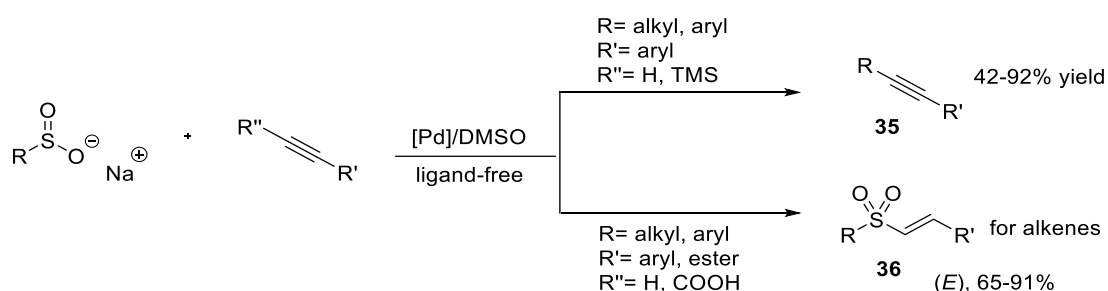 R= alkyl, aryl
R'= aryl
R"= H, TMS
R
R'
35
42-92% yield
O
S
R
O
⊖
Na
⊕
+
R"
R'
[Pd]/DMSO
ligand-free
R= alkyl, aryl
R'= aryl, ester
R"= H, COOH
O
O
S
R
R'
36
for alkenes
(E), 65-91%